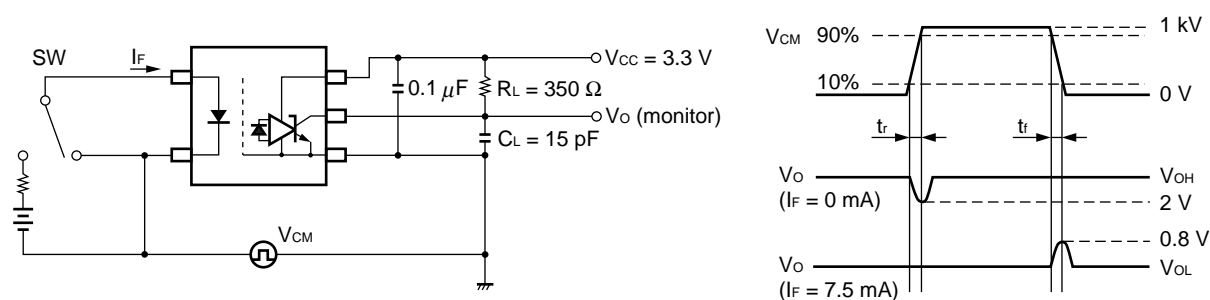 SW
IF
VCC = 3.3 V
0.1 μF
RL = 350 Ω
VO (monitor)
CL = 15 pF
VCM
VCM 90%
1 kV
10%
0 V
tr
tf
VO
(IF = 0 mA)
VOH
2 V
0.8 V
VO
(IF = 7.5 mA)
VOL